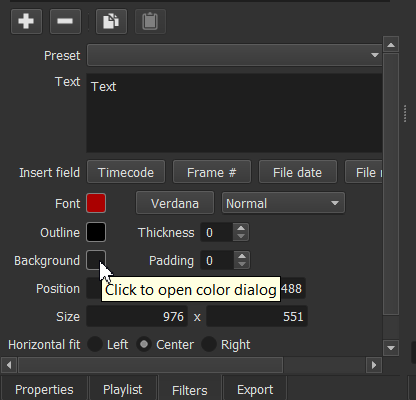 Preset
Text
Text
Insert field Timecode Frame # File date File
Font Verdana Normal
Outline Thickness 0
Background Padding 0
Click to open color dialog
Position 488
Size 976 x 551
Horizontal fit Left Center Right
Properties Playlist Filters Export